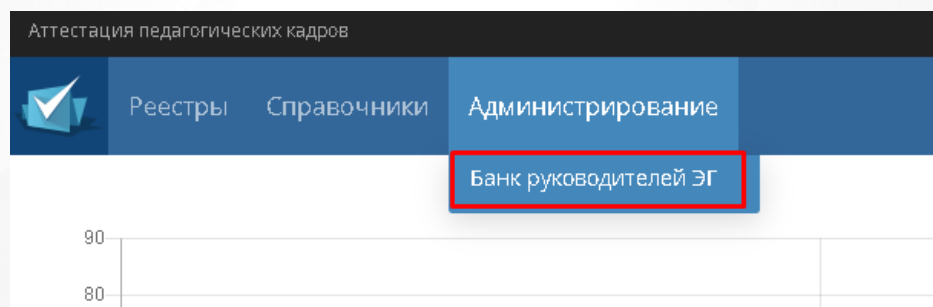 Аттестация педагогических кадров
Реестры Справочники Администрирование
Банк руководителей ЭГ
90
80